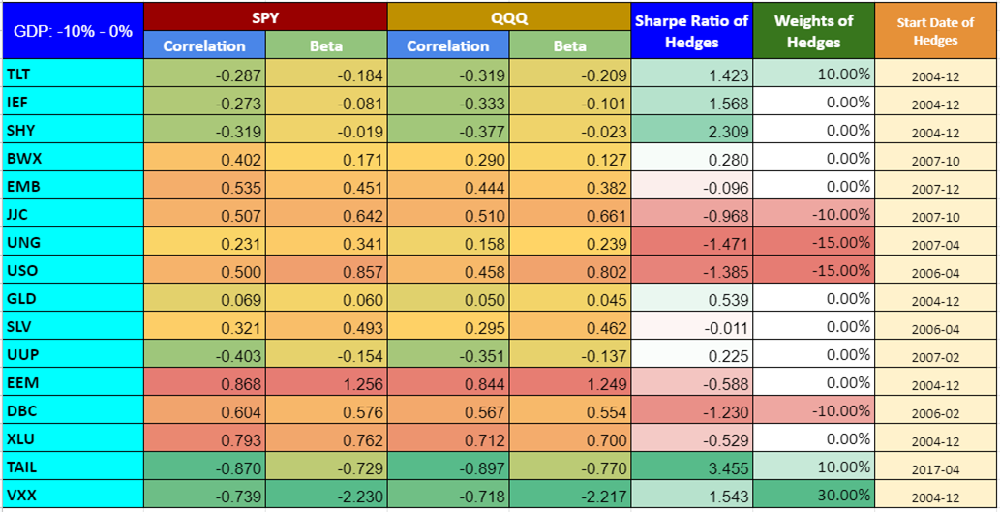 GDP: -10% - 0% SPY QQQ Sharpe Ratio of Hedges Weights of Hedges Start Date of Hedges
Correlation Beta Correlation Beta
TLT -0.287 -0.184 -0.319 -0.209 1.423 10.00% 2004-12
IEF -0.273 -0.081 -0.333 -0.101 1.568 0.00% 2004-12
SHY -0.319 -0.019 -0.377 -0.023 2.309 0.00% 2004-12
BWX 0.402 0.171 0.290 0.127 0.280 0.00% 2007-10
EMB 0.535 0.451 0.444 0.382 -0.096 0.00% 2007-12
JJC 0.507 0.642 0.510 0.661 -0.968 -10.00% 2007-10
UNG 0.231 0.341 0.158 0.239 -1.471 -15.00% 2007-04
USO 0.500 0.857 0.458 0.802 -1.385 -15.00% 2006-04
GLD 0.069 0.060 0.050 0.045 0.539 0.00% 2004-12
SLV 0.321 0.493 0.295 0.462 -0.011 0.00% 2006-04
UUP -0.403 -0.154 -0.351 -0.137 0.225 0.00% 2007-02
EEM 0.868 1.256 0.844 1.249 -0.588 0.00% 2004-12
DBC 0.604 0.576 0.567 0.554 -1.230 -10.00% 2006-02
XLU 0.793 0.762 0.712 0.700 -0.529 0.00% 2004-12
TAIL -0.870 -0.729 -0.897 -0.770 3.455 10.00% 2017-04
VXX -0.739 -2.230 -0.718 -2.217 1.543 30.00% 2004-12